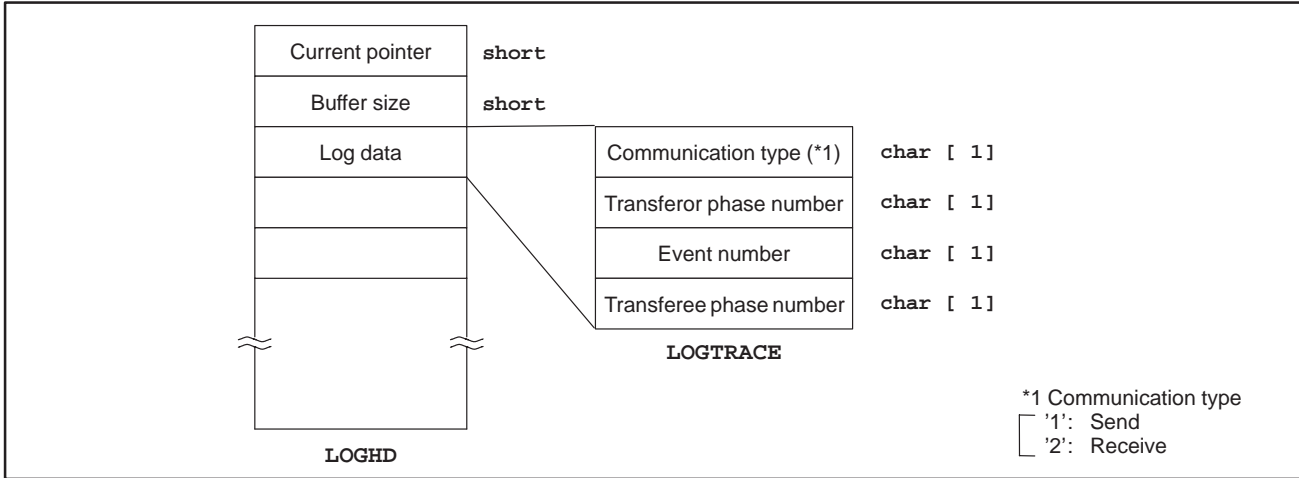 Current pointer short
Buffer size short
Log data Communication type (*1) char [ 1]
Transferor phase number char [ 1]
Event number char [ 1]
Transferee phase number char [ 1]
LOGTRACE
*1 Communication type
'1': Send
'2': Receive
LOGHD